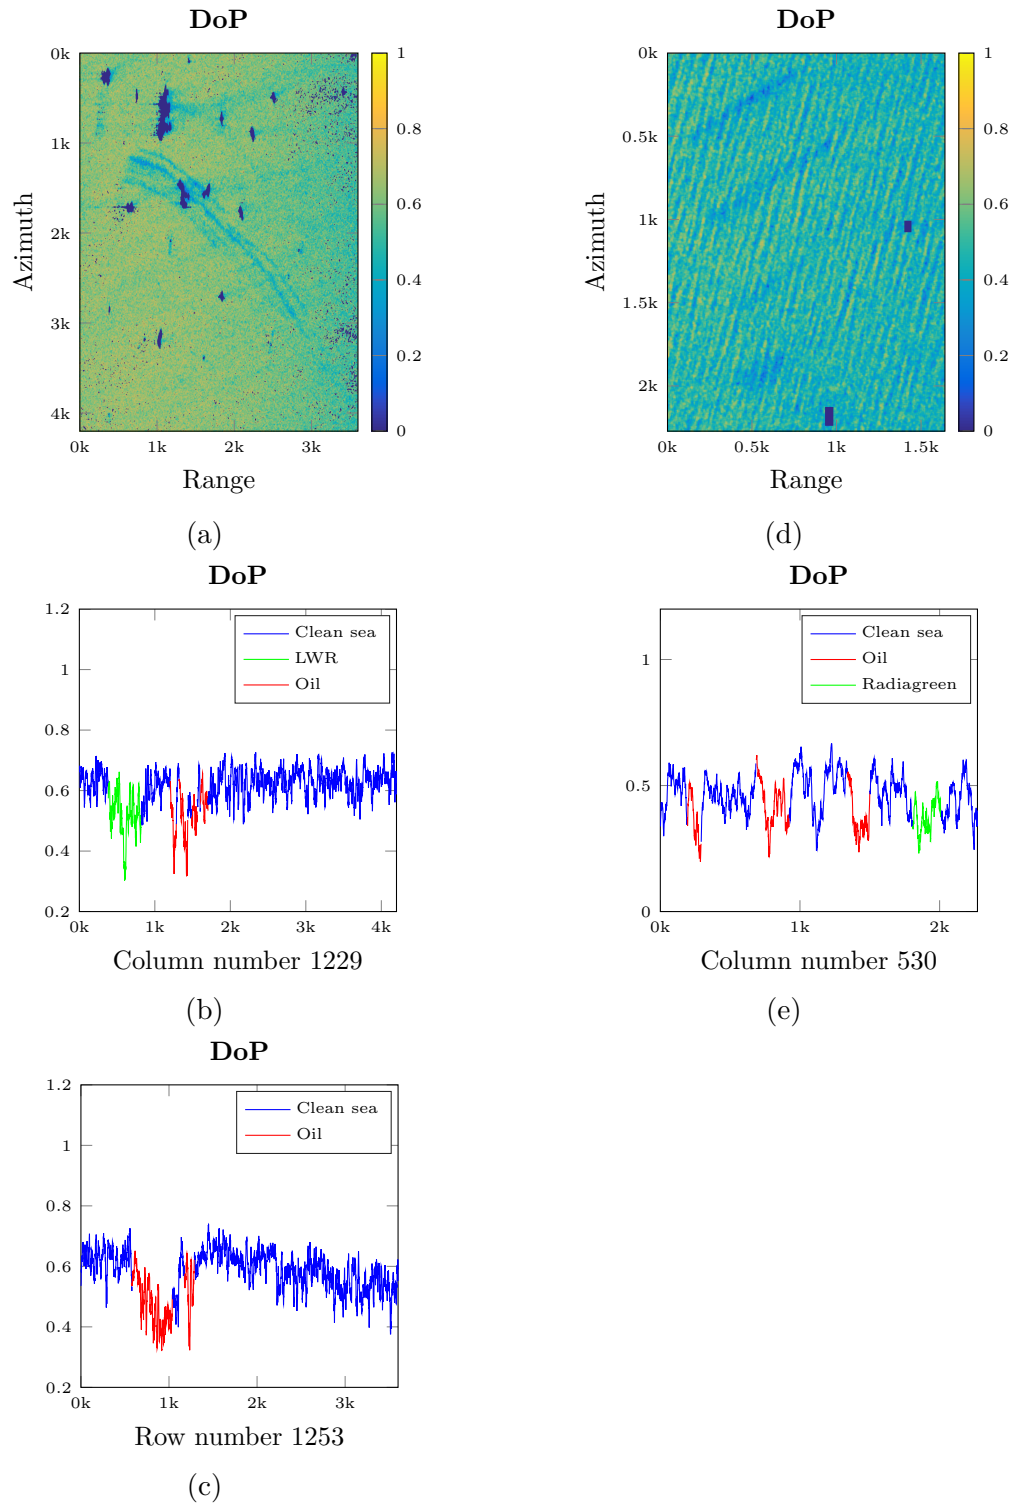 DoP
0k
1k
2k
3k
4k
Azimuth
0k 1k 2k 3k
Range
1
0.8
0.6
0.4
0.2
0
(a)
DoP
0k
0.5k
1k
1.5k
2k
Azimuth
0k 0.5k 1k 1.5k
Range
1
0.8
0.6
0.4
0.2
0
(d)
DoP
1.2
1
0.8
0.6
0.4
0.2
Clean sea
LWR
Oil
0k 1k 2k 3k 4k
Column number 1229
(b)
DoP
1
0.5
0
Clean sea
Oil
Radiagreen
0k 1k 2k
Column number 530
(e)
DoP
1.2
1
0.8
0.6
0.4
0.2
Clean sea
Oil
0k 1k 2k 3k
Row number 1253
(c)